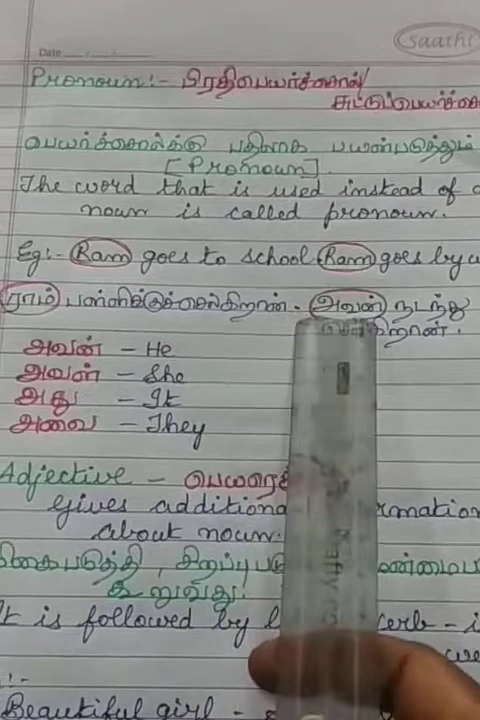 Saathi
Date
Pronoun:- பிரதிபெயர்ச்சொல்/
சுட்டுப்பெயர்ச்சொ
பெயர்ச்சொல்க்கு பதிலாக பயன்படுத்தும்
[Pronoun].
The word that is used instead of a
noun is called pronoun.
Eg:- Ram goes to school Ram goes by
ராம் பள்ளிக்குச்செல்கிறான். அவன் நடந்து
அவன் – He
அவள் – She
அது – It
அவை – They
Adjective –
Gives
about noun.
கூறுவது.
It is followed by
:-
Beautiful girl –